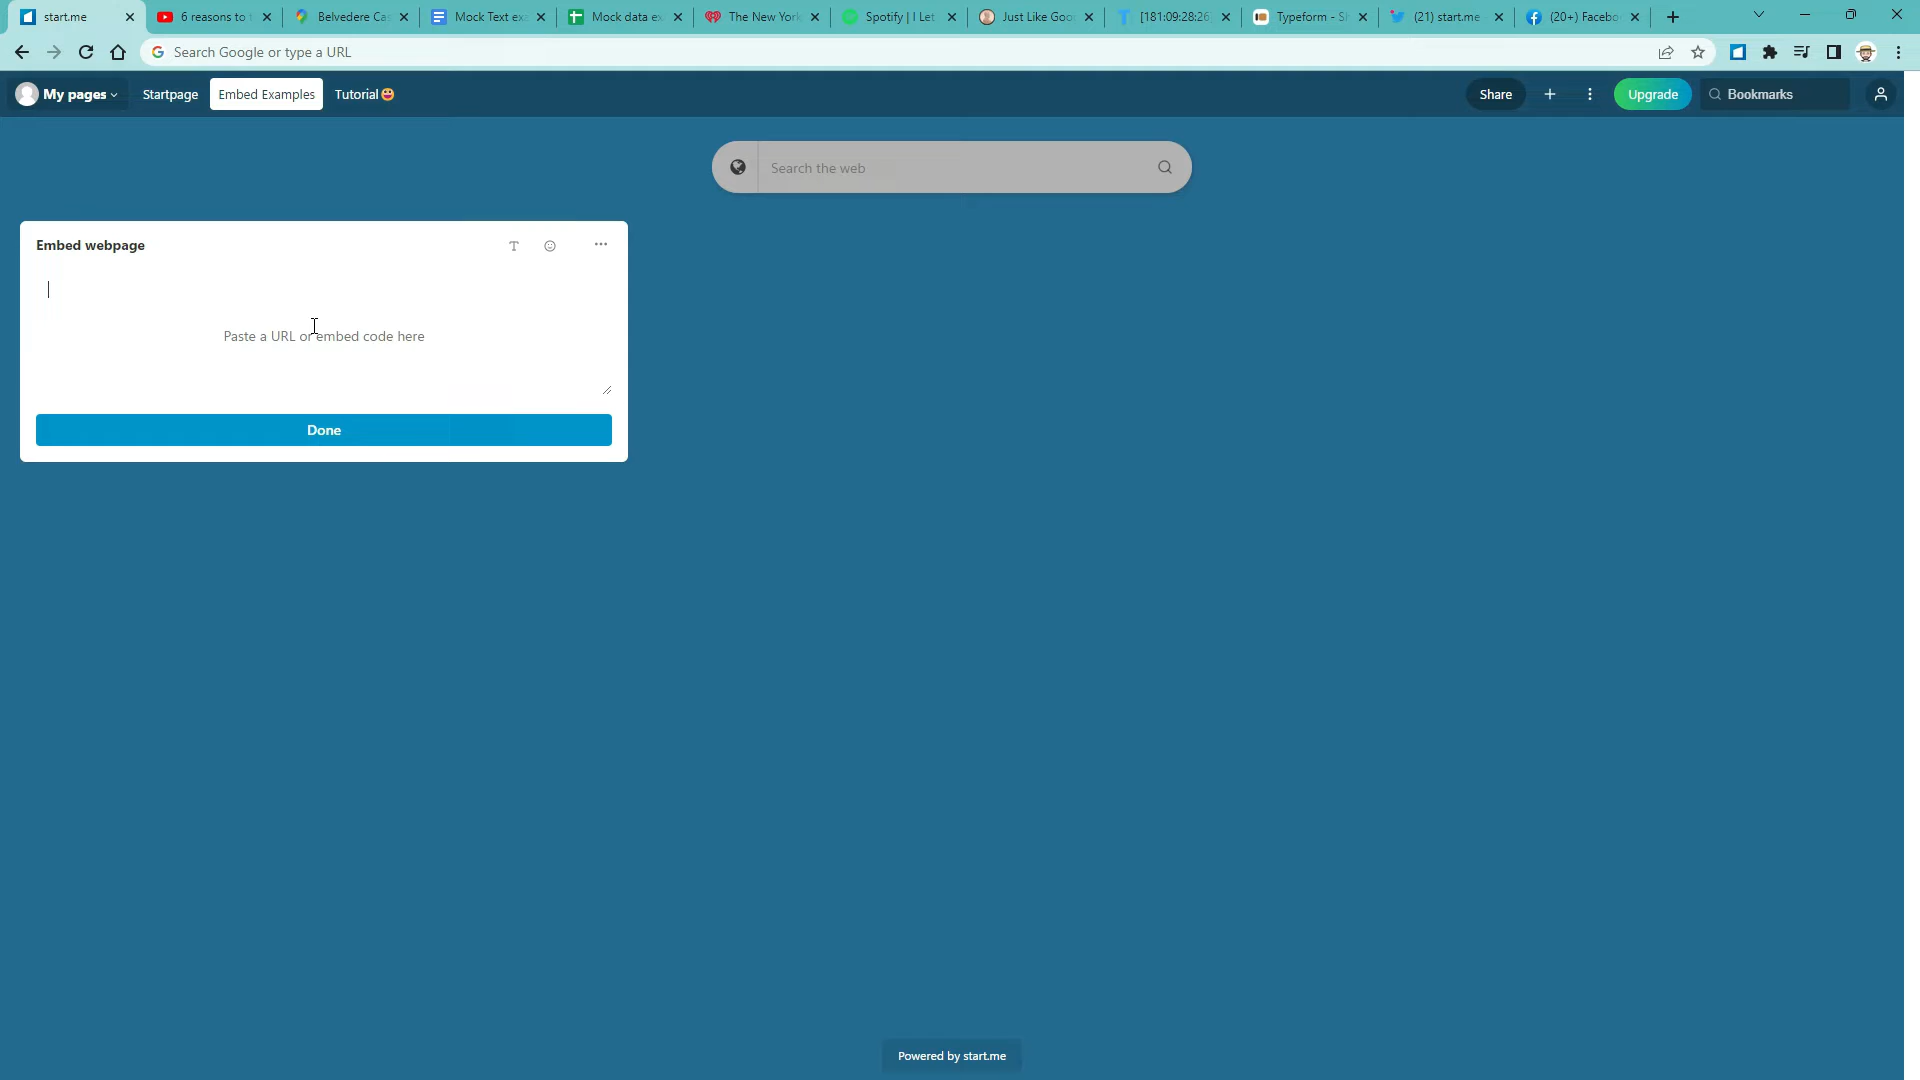 start.me
6 reasons to
Belvedere Ca
Mock Text ex
Mock data e
The New York
Spotify | I Let
Just Like Goo
[181:09:28:26
Typeform - S
(21) start.me
(20+) Facebo
Search Google or type a URL
My pages
Startpage
Embed Examples
Tutorial😀
Share
Upgrade
Bookmarks
Search the web
Embed webpage
Paste a URL or embed code here
Done
Powered by start.me